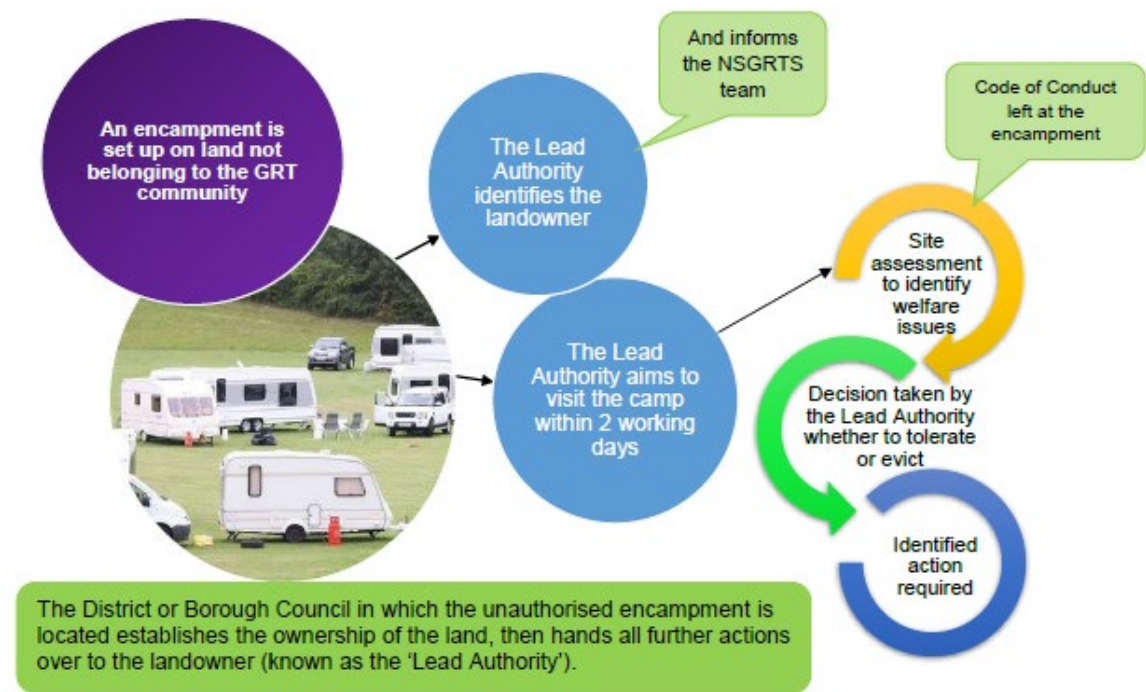 An encampment is
set up on land not
belonging to the GRT
community
The Lead
Authority
identifies the
landowner
And informs
the NSGRTS
team
The Lead
Authority aims to
visit the camp
within 2 working
days
Code of Conduct
left at the
encampment
Site
assessment
to identify
welfare
issues
Decision taken by
the Lead Authority
whether to tolerate
or evict
Identified
action
required
The District or Borough Council in which the unauthorised encampment is
located establishes the ownership of the land, then hands all further actions
over to the landowner (known as the ‘Lead Authority’).